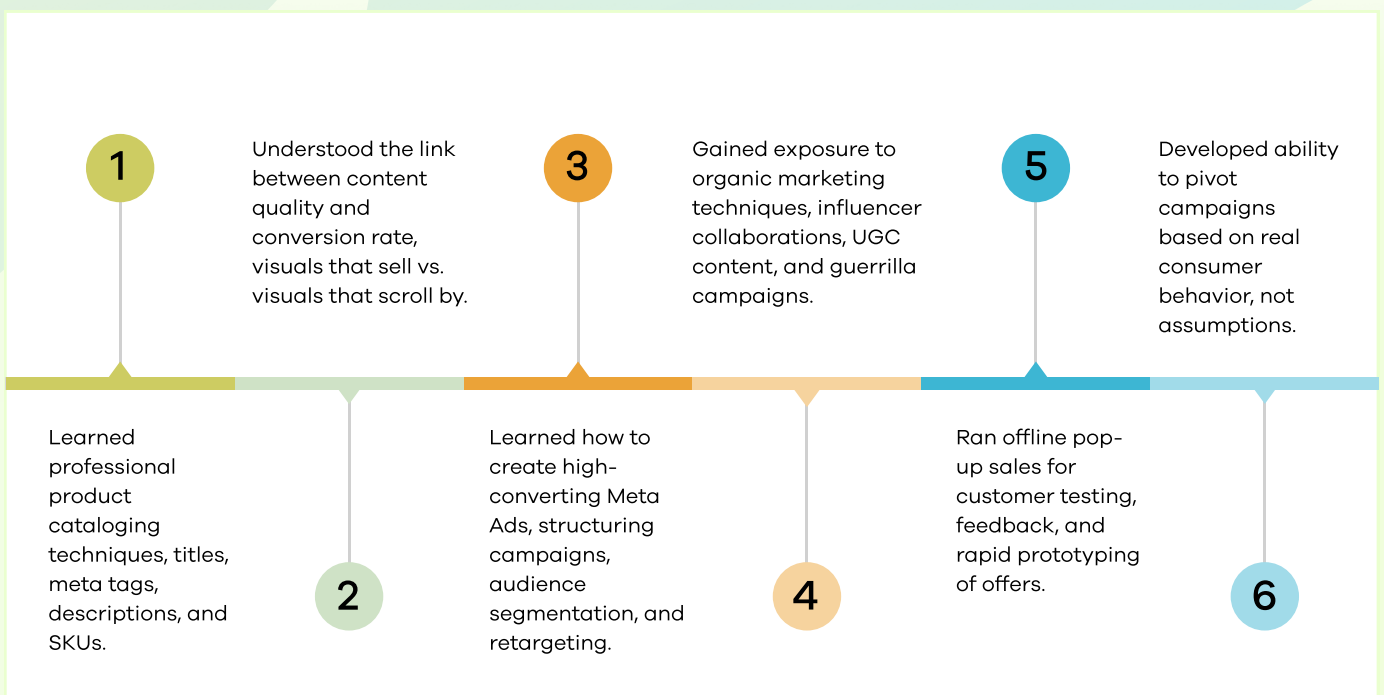 1
Learned
professional
product
cataloging
techniques, titles,
meta tags,
descriptions, and
SKUs.
2
Understood the link
between content
quality and
conversion rate,
visuals that sell vs.
visuals that scroll by.
3
Learned how to
create high-
converting Meta
Ads, structuring
campaigns,
audience
segmentation, and
retargeting.
4
Gained exposure to
organic marketing
techniques, influencer
collaborations, UGC
content, and guerrilla
campaigns.
5
Ran offline pop-
up sales for
customer testing,
feedback, and
rapid prototyping
of offers.
6
Developed ability
to pivot
campaigns
based on real
consumer
behavior, not
assumptions.